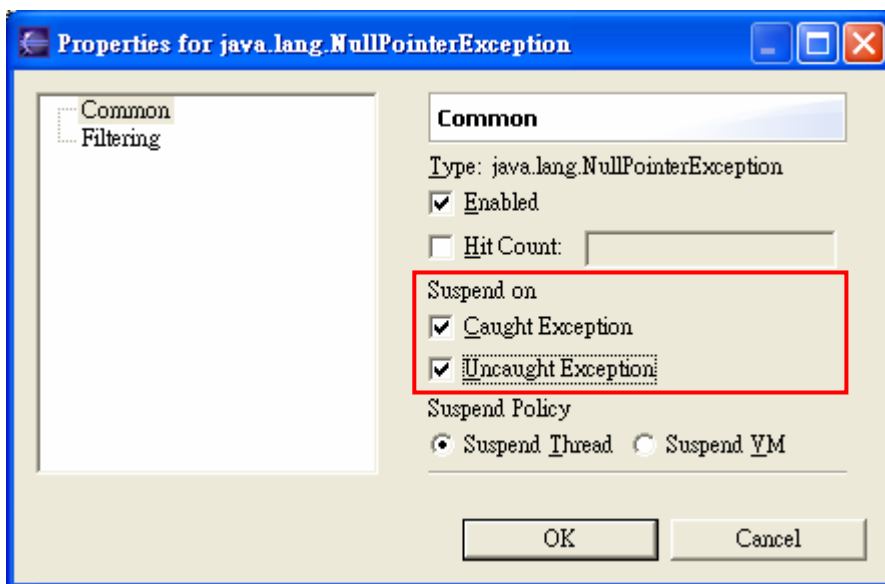 Properties for java.lang.NullPointerException
Common
Filtering
Common
Type: java.lang.NullPointerException
Enabled
Hit Count:
Suspend on
Caught Exception
Uncaught Exception
Suspend Policy
Suspend Thread Suspend VM
OK Cancel